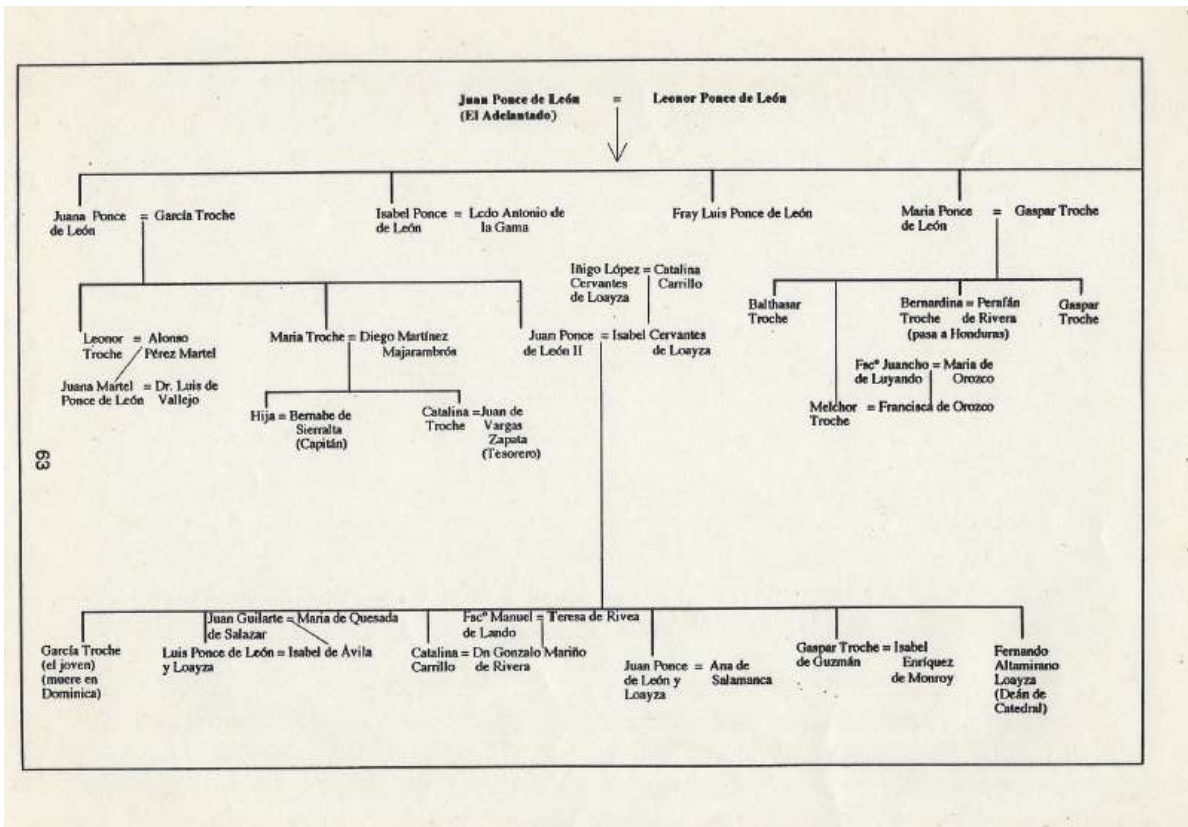 Juan Ponce de León = Leonor Ponce de León
(El Adelantado)
Juana Ponce = García Troche
de León
Isabel Ponce = Lcdo Antonio de
de León la Gama
Fray Luis Ponce de León
Maria Ponce = Gaspar Troche
de León
Iñigo López = Catalina
Cervantes Carrillo
de Loayza
Leonor = Alonso
Troche Pérez Martel
Juana Martel = Dr. Luis de
Ponce de León Vallejo
Maria Troche = Diego Martínez
Majarambrós
Hija = Bernabe de
Sierralta
(Capitán)
Catalina =Juan de
Troche Vargas
Zapata
(Tesorero)
Juan Ponce = Isabel Cervantes
de León II de Loayza
Balthasar
Troche
Bernardina = Perafán
Troche de Rivera
(pasa a Honduras)
Gaspar
Troche
Fscº Juancho = Maria de
de Luyando Orozco
Melchor = Francisca de Orozco
Troche
63
García Troche
(el joven)
(muere en
Dominica)
Juan Guilarte = Maria de Quesada
de Salazar
Luis Ponce de León = Isabel de Ávila
y Loayza
Fscº Manuel = Teresa de Rivea
de Lando
Catalina = Dn Gonzalo Mariño
Carrillo de Rivera
Juan Ponce = Ana de
de León y Salamanca
Loayza
Gaspar Troche = Isabel
de Guzmán Enríquez
de Monroy
Fernando
Altamirano
Loayza
(Deán de
Catedral)